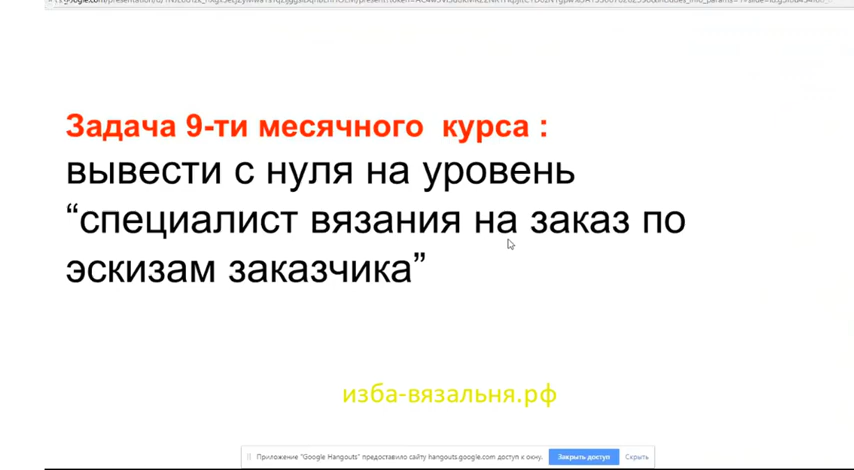 Задача 9-ти месячного курса :
вывести с нуля на уровень
“специалист вязания на заказ по
эскизам заказчика”
изба-вязальня.рф
Приложение "Google Hangouts" предоставило сайту hangouts.google.com доступ к окну. Закрыть доступ Скрыть